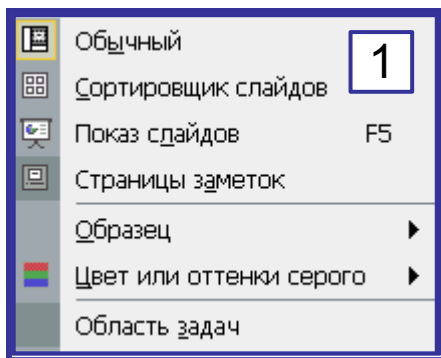 Обычный
1
Сортировщик слайдов
Показ слайдов F5
Страницы заметок
Образец
Цвет или оттенки серого
Область задач